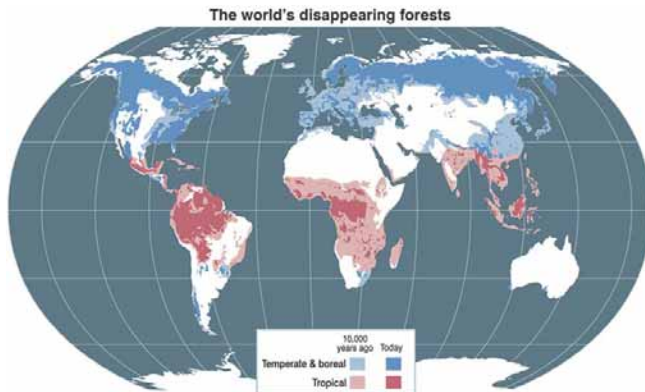 The world's disappearing forests
10,000
years ago
Today
Temperate & boreal
Tropical